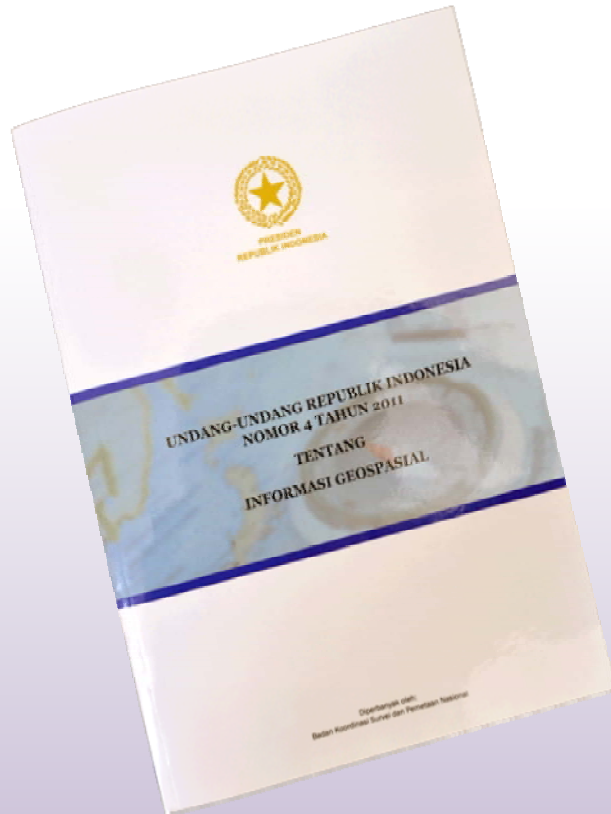 PRESIDEN
REPUBLIK INDONESIA
UNDANG-UNDANG REPUBLIK INDONESIA
NOMOR 4 TAHUN 2011
TENTANG
INFORMASI GEOSPASIAL
Diperbanyak oleh:
Badan Koordinasi Survei dan Pemetaan Nasional